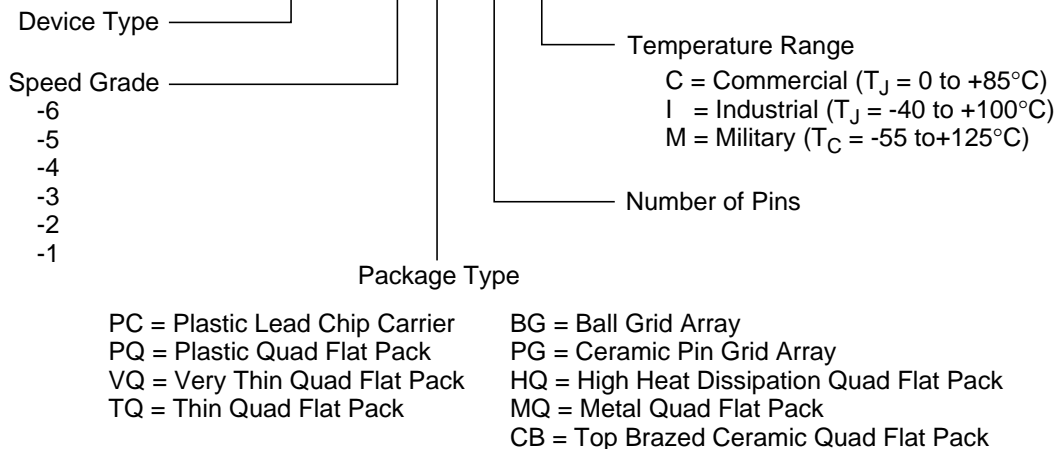 Device Type
Temperature Range
C = Commercial (TJ = 0 to +85°C)
I = Industrial (TJ = -40 to +100°C)
M = Military (TC = -55 to+125°C)
Speed Grade
-6
-5
-4
-3
-2
-1
Number of Pins
Package Type
PC = Plastic Lead Chip Carrier
PQ = Plastic Quad Flat Pack
VQ = Very Thin Quad Flat Pack
TQ = Thin Quad Flat Pack
BG = Ball Grid Array
PG = Ceramic Pin Grid Array
HQ = High Heat Dissipation Quad Flat Pack
MQ = Metal Quad Flat Pack
CB = Top Brazed Ceramic Quad Flat Pack